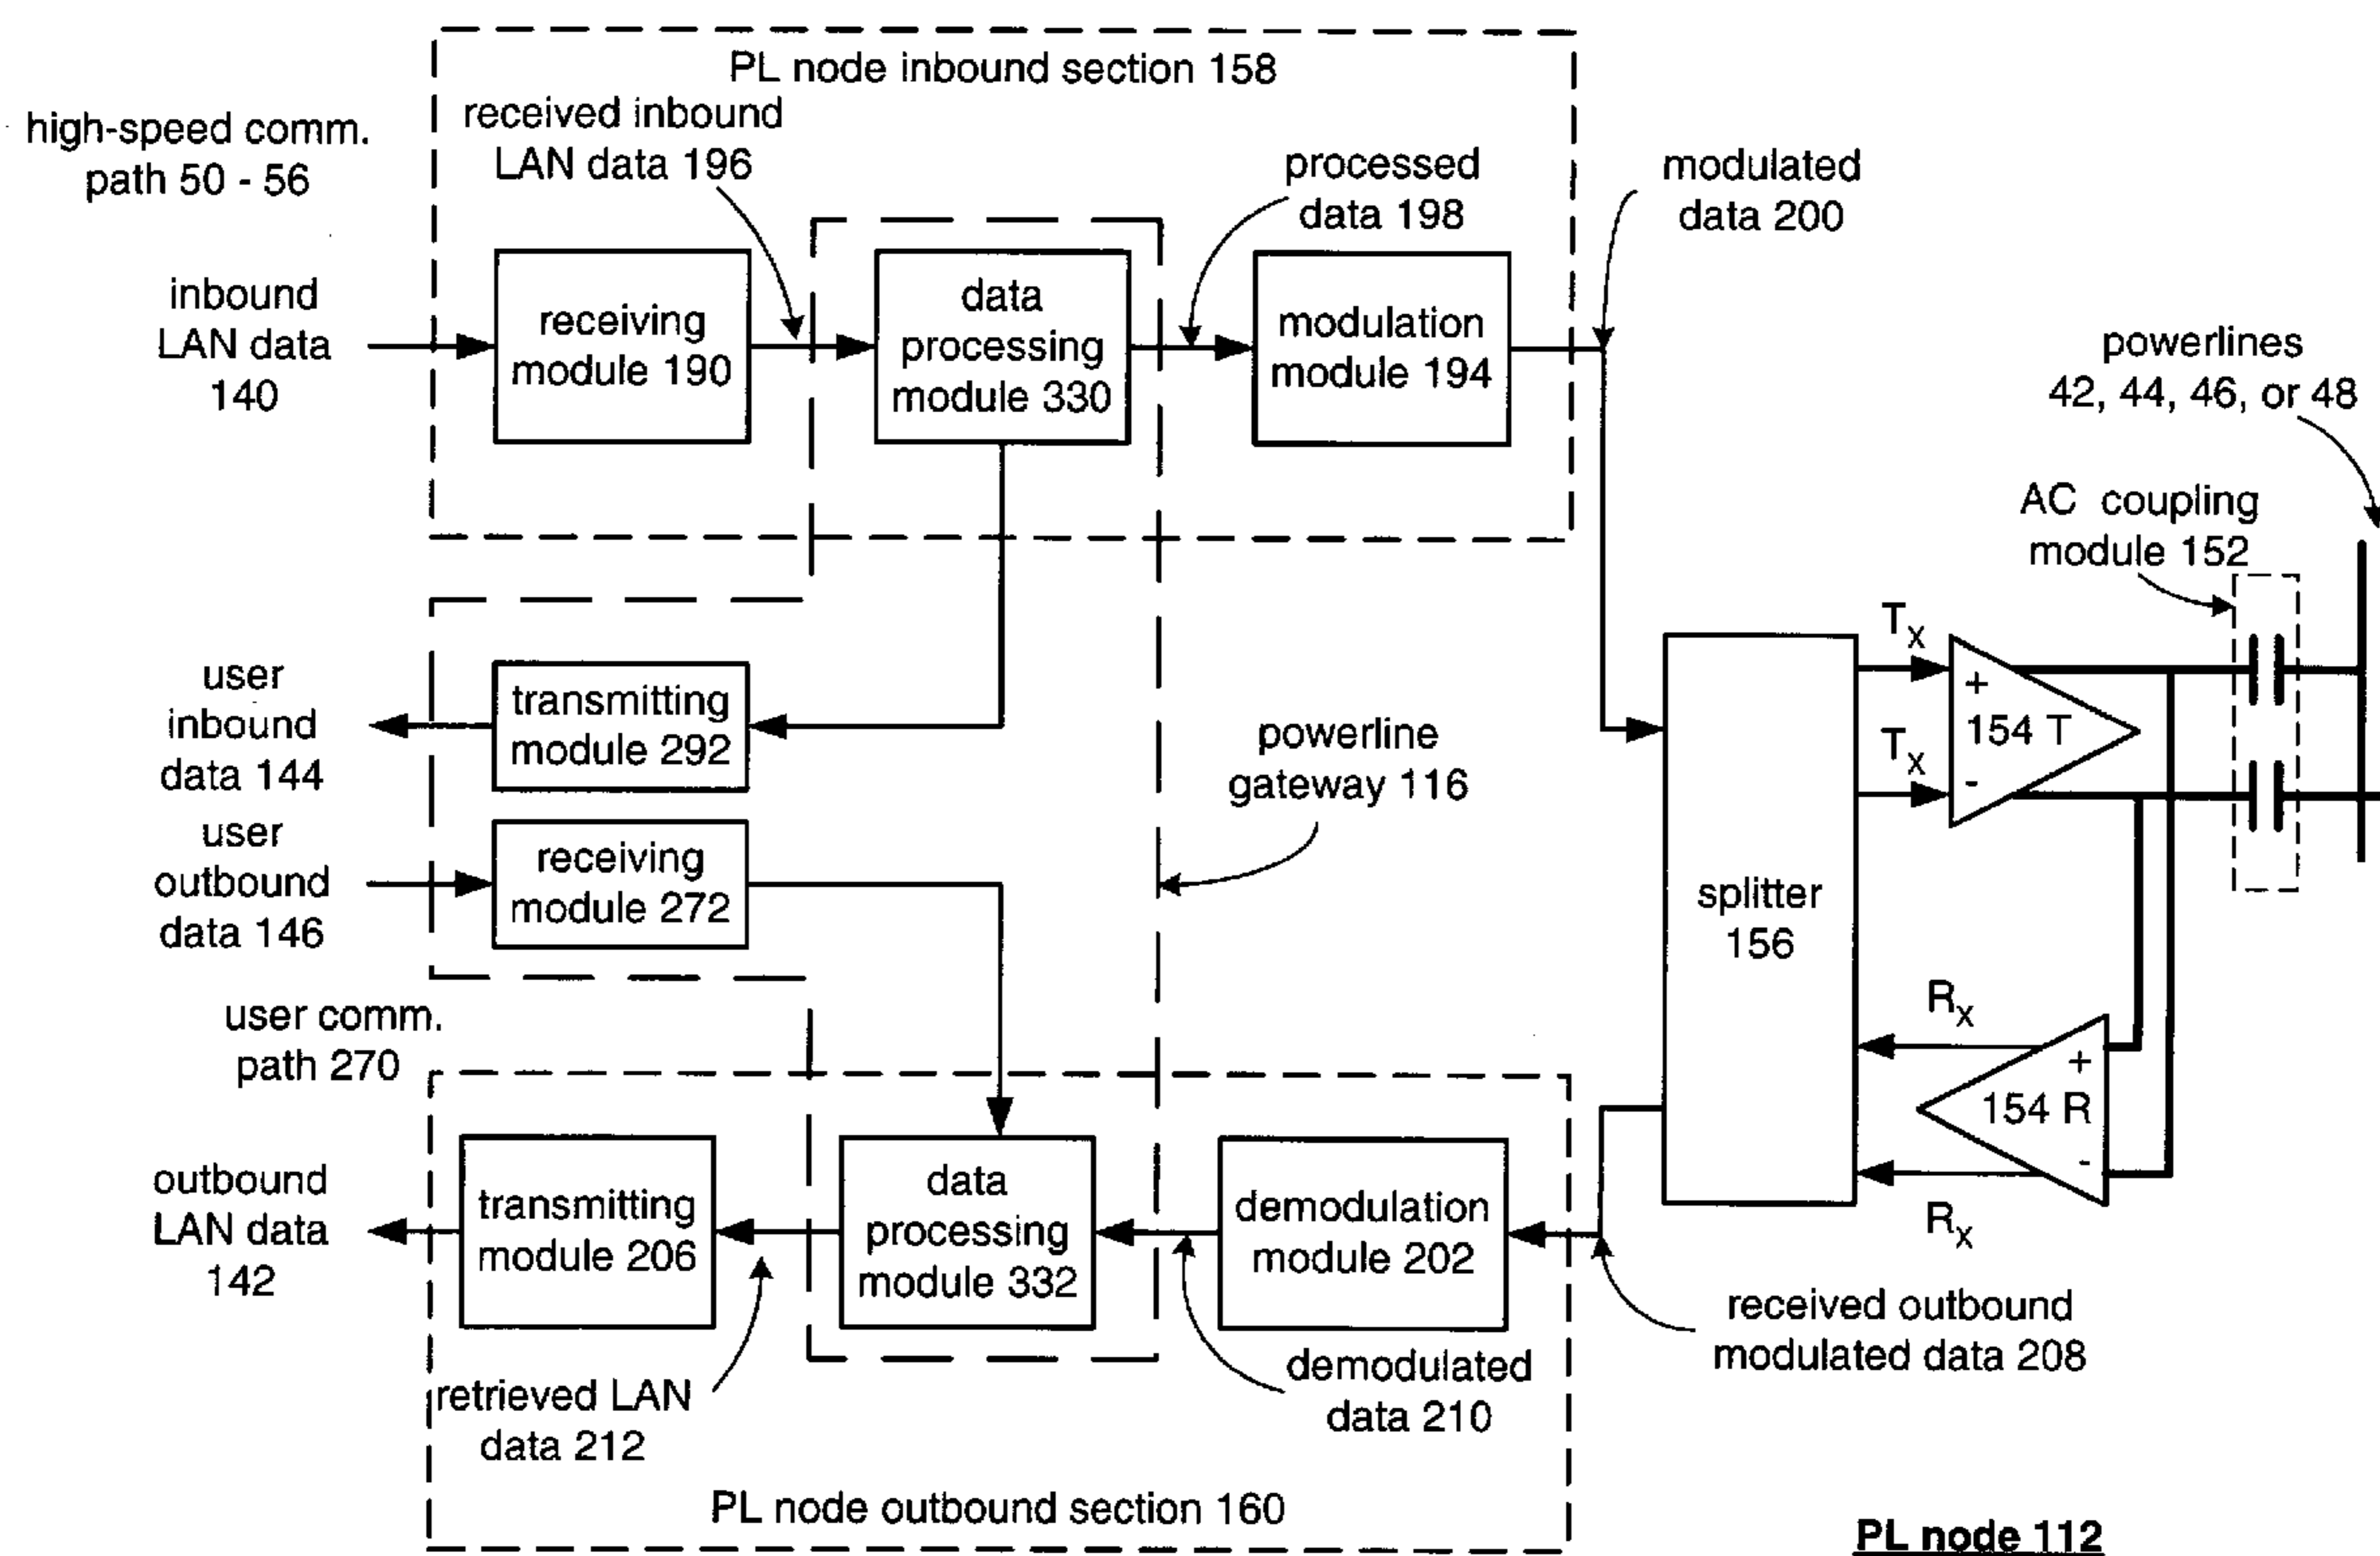 PL node inbound section 158
high-speed comm.
path 50 - 56
received inbound
LAN data 196
processed
data 198
modulated
data 200
inbound
LAN data
140
receiving
module 190
data
processing
module 330
modulation
module 194
powerlines
42, 44, 46, or 48
AC coupling
module 152
user
inbound
data 144
transmitting
module 292
powerline
gateway 116
user
outbound
data 146
receiving
module 272
splitter
156
TX
TX
+
154 T
-
RX
+
154 R
-
RX
user comm.
path 270
outbound
LAN data
142
transmitting
module 206
data
processing
module 332
demodulation
module 202
received outbound
modulated data 208
retrieved LAN
data 212
demodulated
data 210
PL node outbound section 160
PL node 112